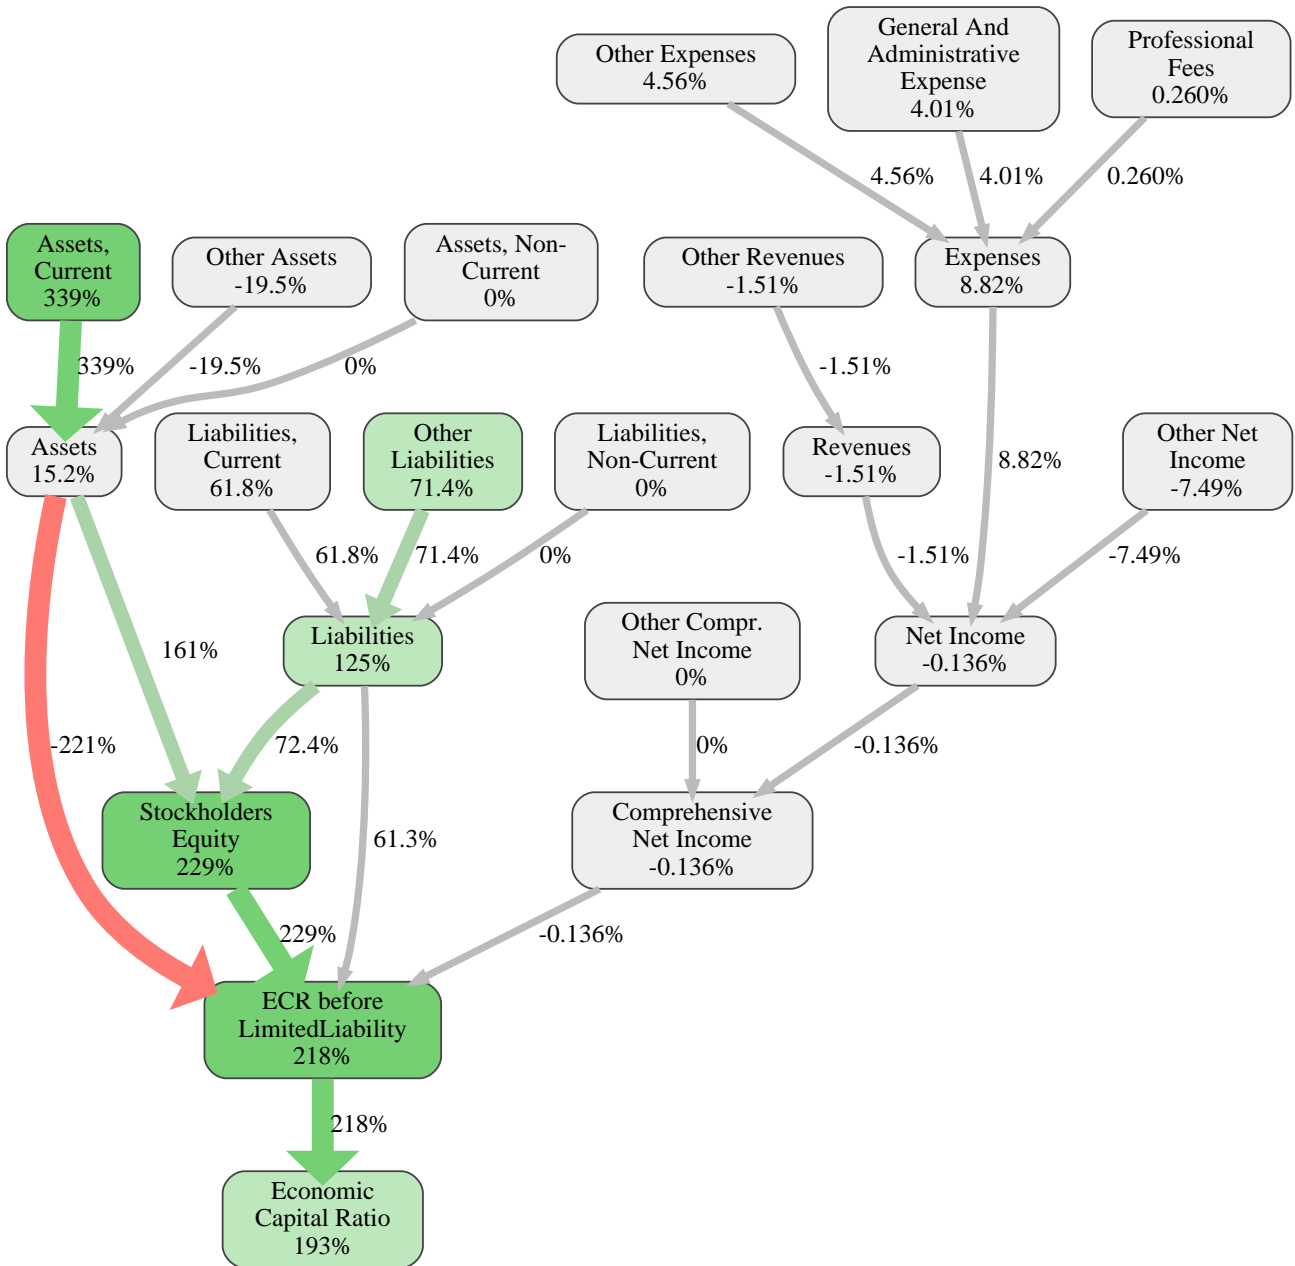 Other Expenses
4.56%
General And
Administrative
Expense
4.01%
Professional
Fees
0.260%
4.56%
4.01%
0.260%
Assets,
Current
339%
Other Assets
-19.5%
Assets, Non-
Current
0%
Other Revenues
-1.51%
Expenses
8.82%
339%
-19.5%
0%
-1.51%
Assets
15.2%
Liabilities,
Current
61.8%
Other
Liabilities
71.4%
Liabilities,
Non-Current
0%
Revenues
-1.51%
8.82%
Other Net
Income
-7.49%
61.8%
71.4%
0%
-1.51%
-7.49%
161%
Liabilities
125%
Other Compr.
Net Income
0%
Net Income
-0.136%
-221%
72.4%
0%
-0.136%
Stockholders
Equity
229%
61.3%
Comprehensive
Net Income
-0.136%
229%
-0.136%
ECR before
LimitedLiability
218%
218%
Economic
Capital Ratio
193%